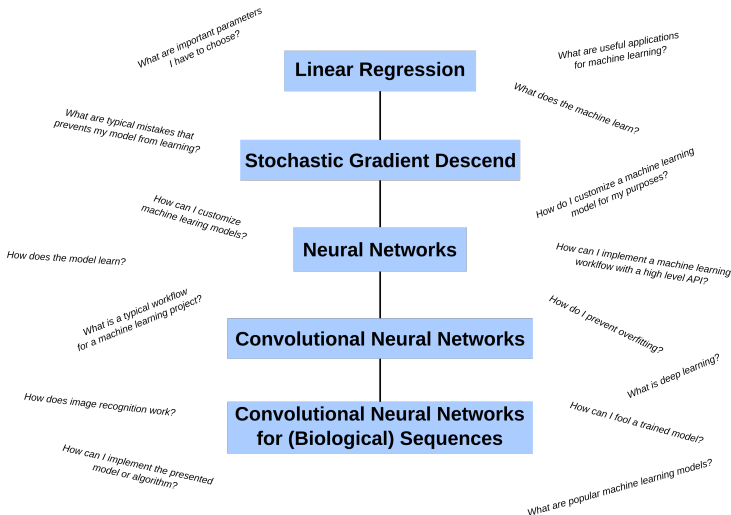 What are important parameters
I have to choose?
What are useful applications
for machine learning?
Linear Regression
What does the machine learn?
What are typical mistakes that
prevents my model from learning?
Stochastic Gradient Descend
How do I customize a machine learning
model for my purposes?
How can I customize
machine learing models?
Neural Networks
How does the model learn?
How can I implement a machine learning
worklfow with a high level API?
What is a typical workflow
for a machine learning project?
How do I prevent overfitting?
Convolutional Neural Networks
What is deep learning?
How does image recognition work?
Convolutional Neural Networks
for (Biological) Sequences
How can I fool a trained model?
How can I implement the presented
model or algorithm?
What are popular machine learning models?